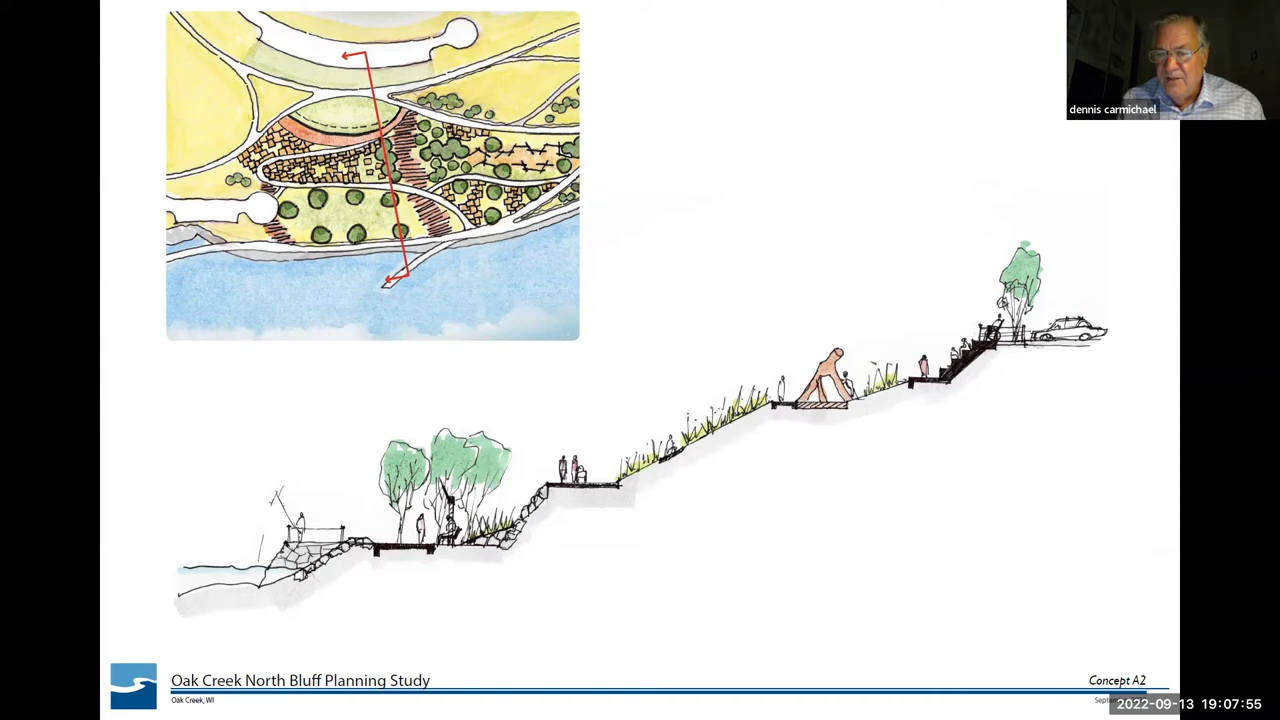 dennis carmichael
Oak Creek North Bluff Planning Study
Concept A2
Oak Creek, WI
2022-09-13 19:07:55